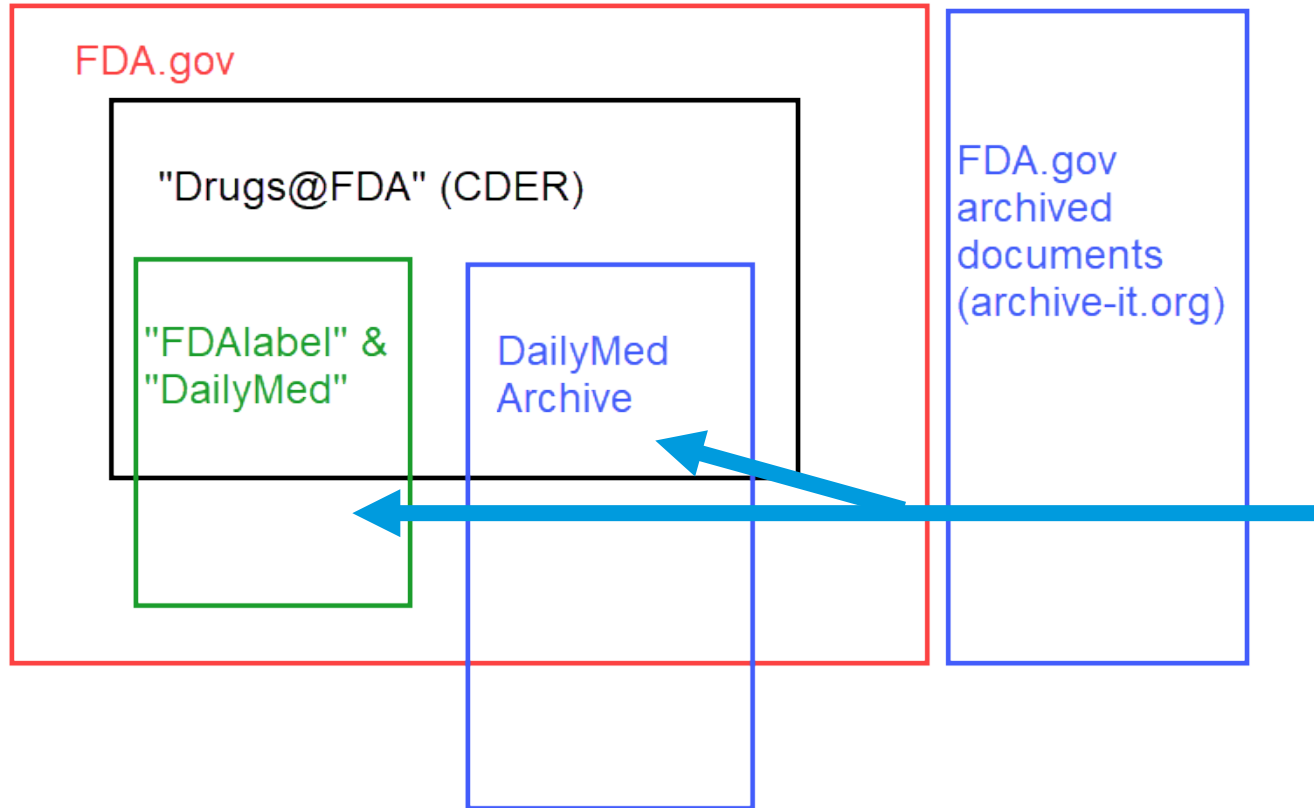 FDA.gov
"Drugs@FDA" (CDER)
"FDAlabel" &
"DailyMed"
DailyMed
Archive
FDA.gov
archived
documents
(archive-it.org)